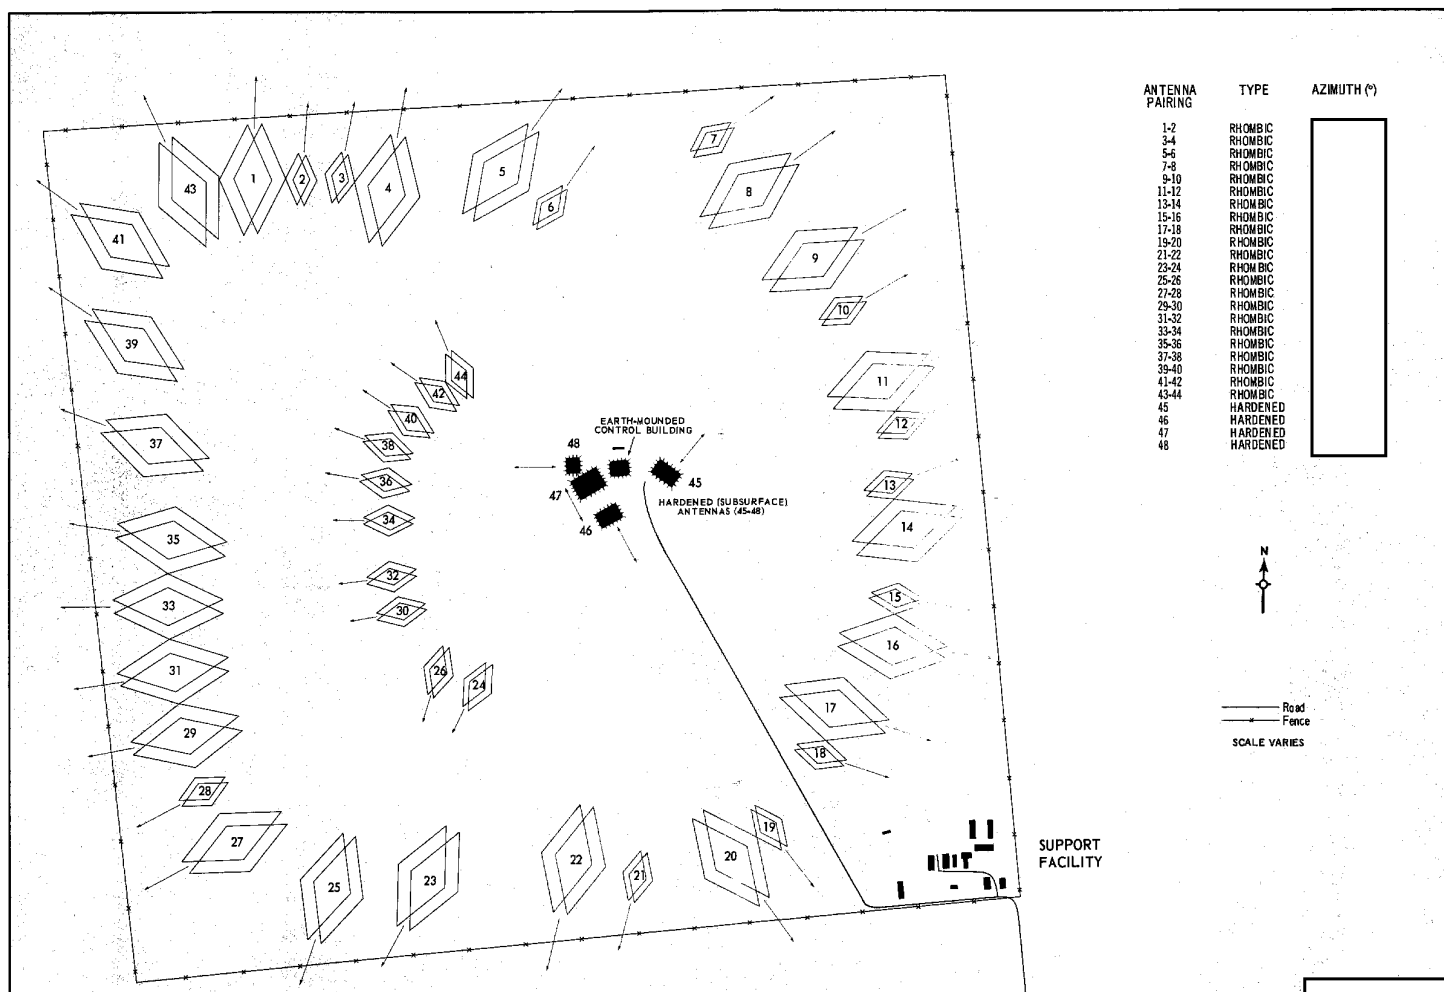 ANTENNA PAIRING TYPE AZIMUTH (º)
1-2 RHOMBIC
3-4 RHOMBIC
5-6 RHOMBIC
7-8 RHOMBIC
9-10 RHOMBIC
11-12 RHOMBIC
13-14 RHOMBIC
15-16 RHOMBIC
17-18 RHOMBIC
19-20 RHOMBIC
21-22 RHOMBIC
23-24 RHOMBIC
25-26 RHOMBIC
27-28 RHOMBIC
29-30 RHOMBIC
31-32 RHOMBIC
33-34 RHOMBIC
35-36 RHOMBIC
37-38 RHOMBIC
39-40 RHOMBIC
41-42 RHOMBIC
43-44 RHOMBIC
45 HARDENED
46 HARDENED
47 HARDENED
48 HARDENED
7
5
43
1
2
3
4
8
6
41
9
10
39
44
11
42
40
12
EARTH-MOUNDED
CONTROL BUILDING
37
38
48
36
45
13
47
HARDENED (SUBSURFACE)
ANTENNAS (45-48)
34
46
14
35
N
32
15
33
30
16
31
26
24
17
Road
Fence
29
SCALE VARIES
18
28
19
27
SUPPORT
FACILITY
20
22
21
25
23